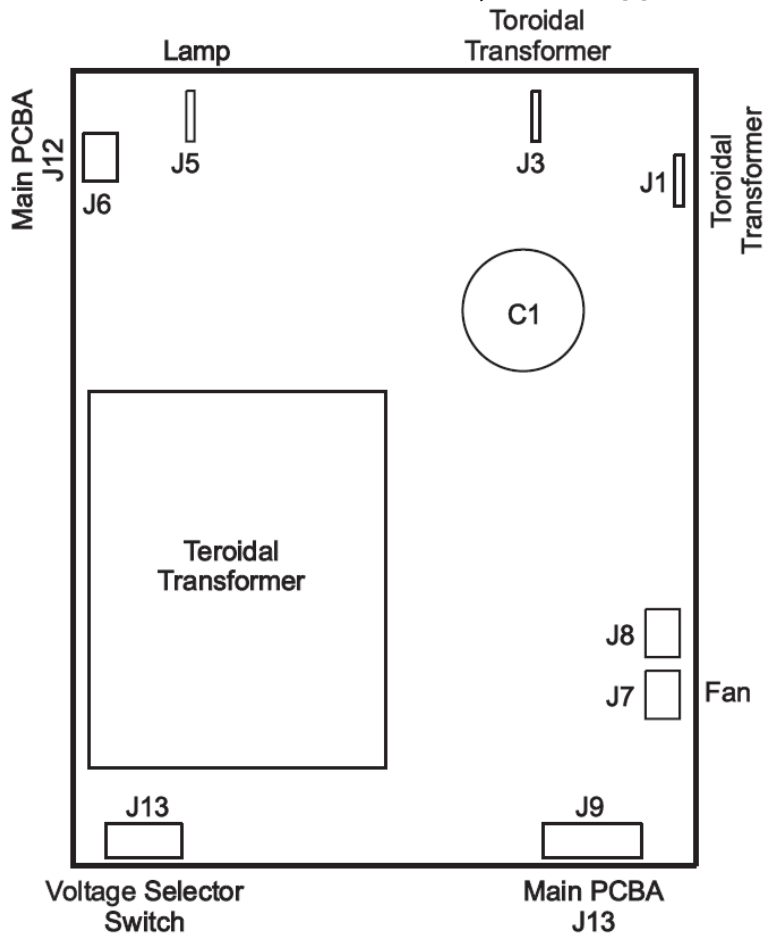 Toroidal
Transformer
Lamp
Main PCBA
J12
J5
J3
J6
J1
Toroidal
Transformer
C1
Teroidal
Transformer
J8
J7
Fan
J13
J9
Voltage Selector
Switch
Main PCBA
J13